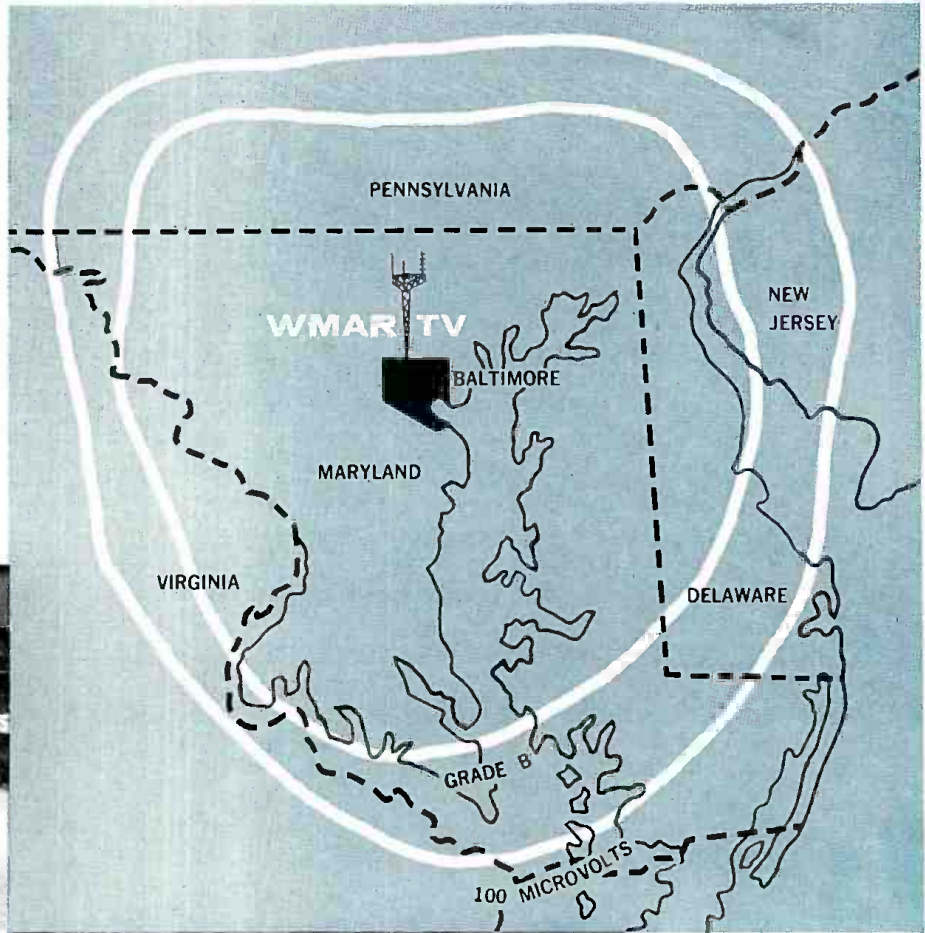 PENNSYLVANIA
NEW
JERSEY
WMAR TV
BALTIMORE
MARYLAND
VIRGINIA
DELAWARE
GRADE B
100 MICROVOLTS